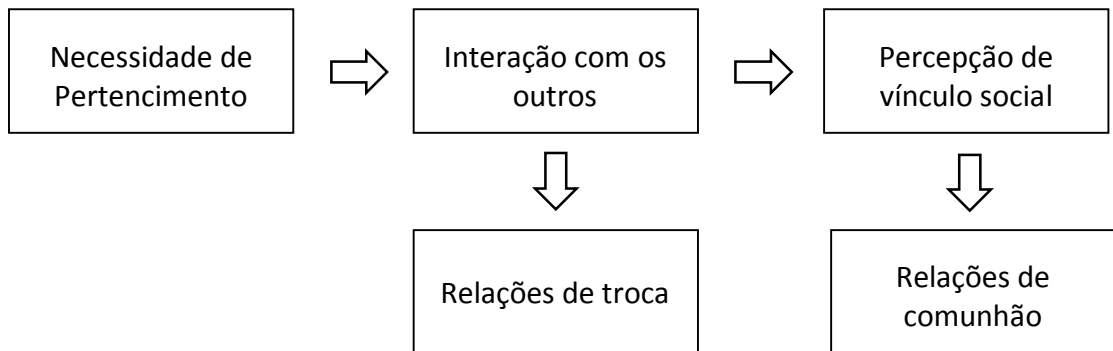 Necessidade de
Pertencimento
Interação com os
outros
Percepção de
vínculo social
Relações de troca
Relações de
comunhão